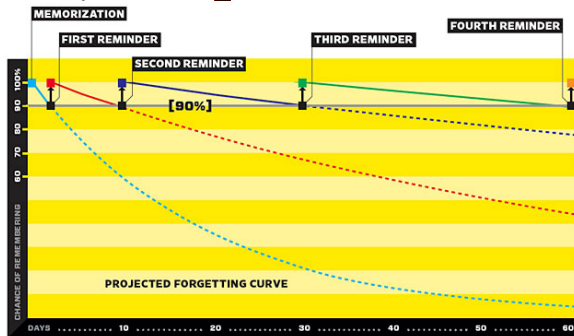 MEMORIZATION
FOURTH REMINDER
FIRST REMINDER
THIRD REMINDER
SECOND REMINDER
100%
90
80
70
60
[90%]
CHANCE OF REMEMBERING
PROJECTED FORGETTING CURVE
DAYS 10 20 30 40 50 60